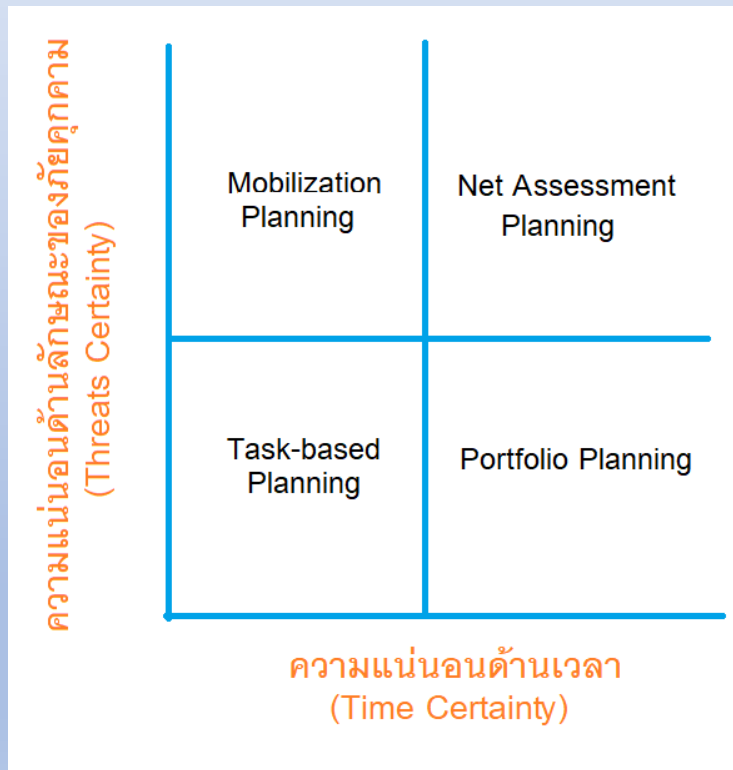 ความแน่นอนด้านลักษณะของภัยคุกคาม
(Threats Certainty)
Mobilization
Planning
Net Assessment
Planning
Task-based
Planning
Portfolio Planning
ความแน่นอนด้านเวลา
(Time Certainty)